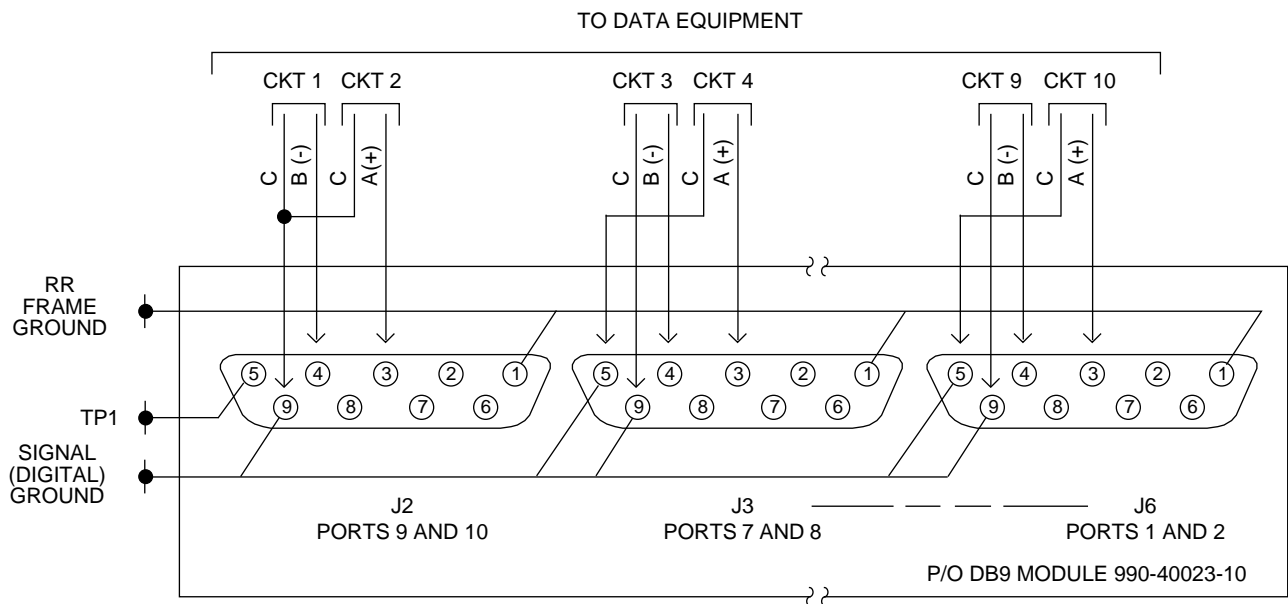 TO DATA EQUIPMENT
CKT 1 CKT 2 CKT 3 CKT 4 CKT 9 CKT 10
C B (-) C A(+) C B (-) C A (+) C B (-) C A (+)
RR
FRAME
GROUND
5 4 3 2 1 5 4 3 2 1 5 4 3 2 1
9 8 7 6 9 8 7 6 9 8 7 6
TP1
SIGNAL
(DIGITAL)
GROUND
J2 J3 J6
PORTS 9 AND 10 PORTS 7 AND 8 PORTS 1 AND 2
P/O DB9 MODULE 990-40023-10